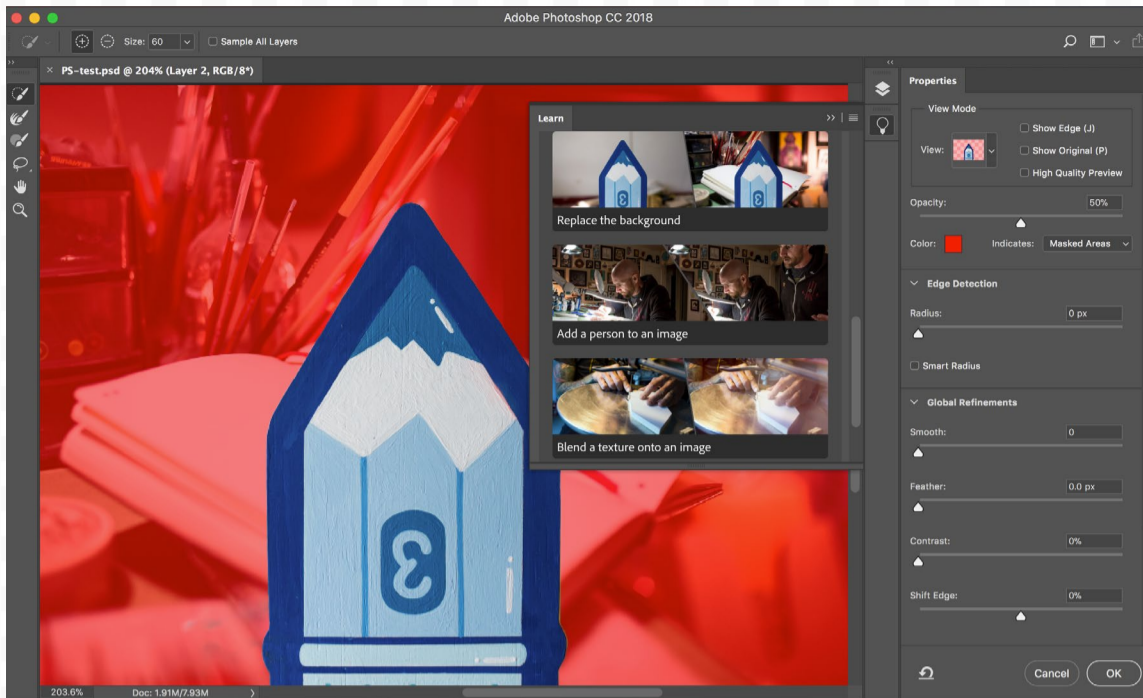 Adobe Photoshop CC 2018
Size: 60 Sample All Layers
× PS-test.psd @ 204% (Layer 2, RGB/8*)
Learn
Replace the background
Add a person to an image
Blend a texture onto an image
Properties
View Mode
View:
Show Edge (J)
Show Original (P)
High Quality Preview
Opacity: 50%
Color: Indicates: Masked Areas
Edge Detection
Radius: 0 px
Smart Radius
Global Refinements
Smooth: 0
Feather: 0.0 px
Contrast: 0%
Shift Edge: 0%
Cancel OK
203.6% Doc: 1.91M/7.93M